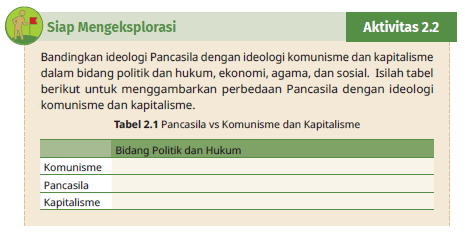 Siap Mengeksplorasi
Aktivitas 2.2
Bandingkan ideologi Pancasila dengan ideologi komunisme dan kapitalisme
dalam bidang politik dan hukum, ekonomi, agama, dan sosial. Isilah tabel
berikut untuk menggambarkan perbedaan Pancasila dengan ideologi
komunisme dan kapitalisme.
Tabel 2.1 Pancasila vs Komunisme dan Kapitalisme
Bidang Politik dan Hukum
Komunisme
Pancasila
Kapitalisme